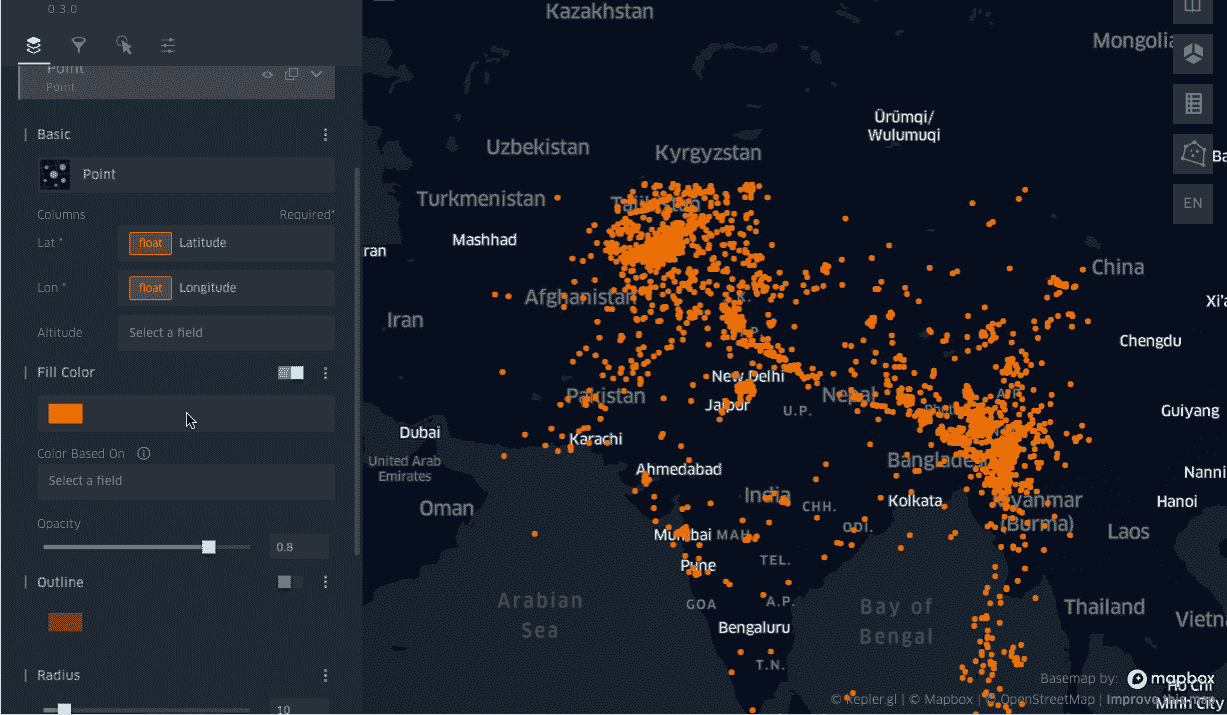 0.3.0
Point
Point
Basic
Point
Columns Required*
Lat * float Latitude
Lon * float Longitude
Altitude Select a field
Fill Color
Color Based On
Select a field
Opacity
0.8
Outline
Radius
10
Kazakhstan
Mongolia
Ürümqi/
Wulumuqi
Uzbekistan
Kyrgyzstan
Turkmenistan
Tajikistan
EN
Mashhad
ran
China
Afghanistan
Xi'a
Iran
Chengdu
New Delhi
Pakistan
Nepal
Jaipur
U.P.
Guiyang
Dubai
Karachi
United Arab
Emirates
Ahmedabad
Bangladesh
Nanni
India
Kolkata
Myanmar
(Burma)
Hanoi
Oman
CHH.
ODI.
Laos
Mumbai
MAH.
Pune
TEL.
Arabian
Sea
GOA
A.P.
Bay of
Bengal
Thailand
Vietn
Bengaluru
T.N.
Basemap by: mapbox
Ho Chi
Minh City
© kepler.gl | © Mapbox | © OpenStreetMap | Improve this map